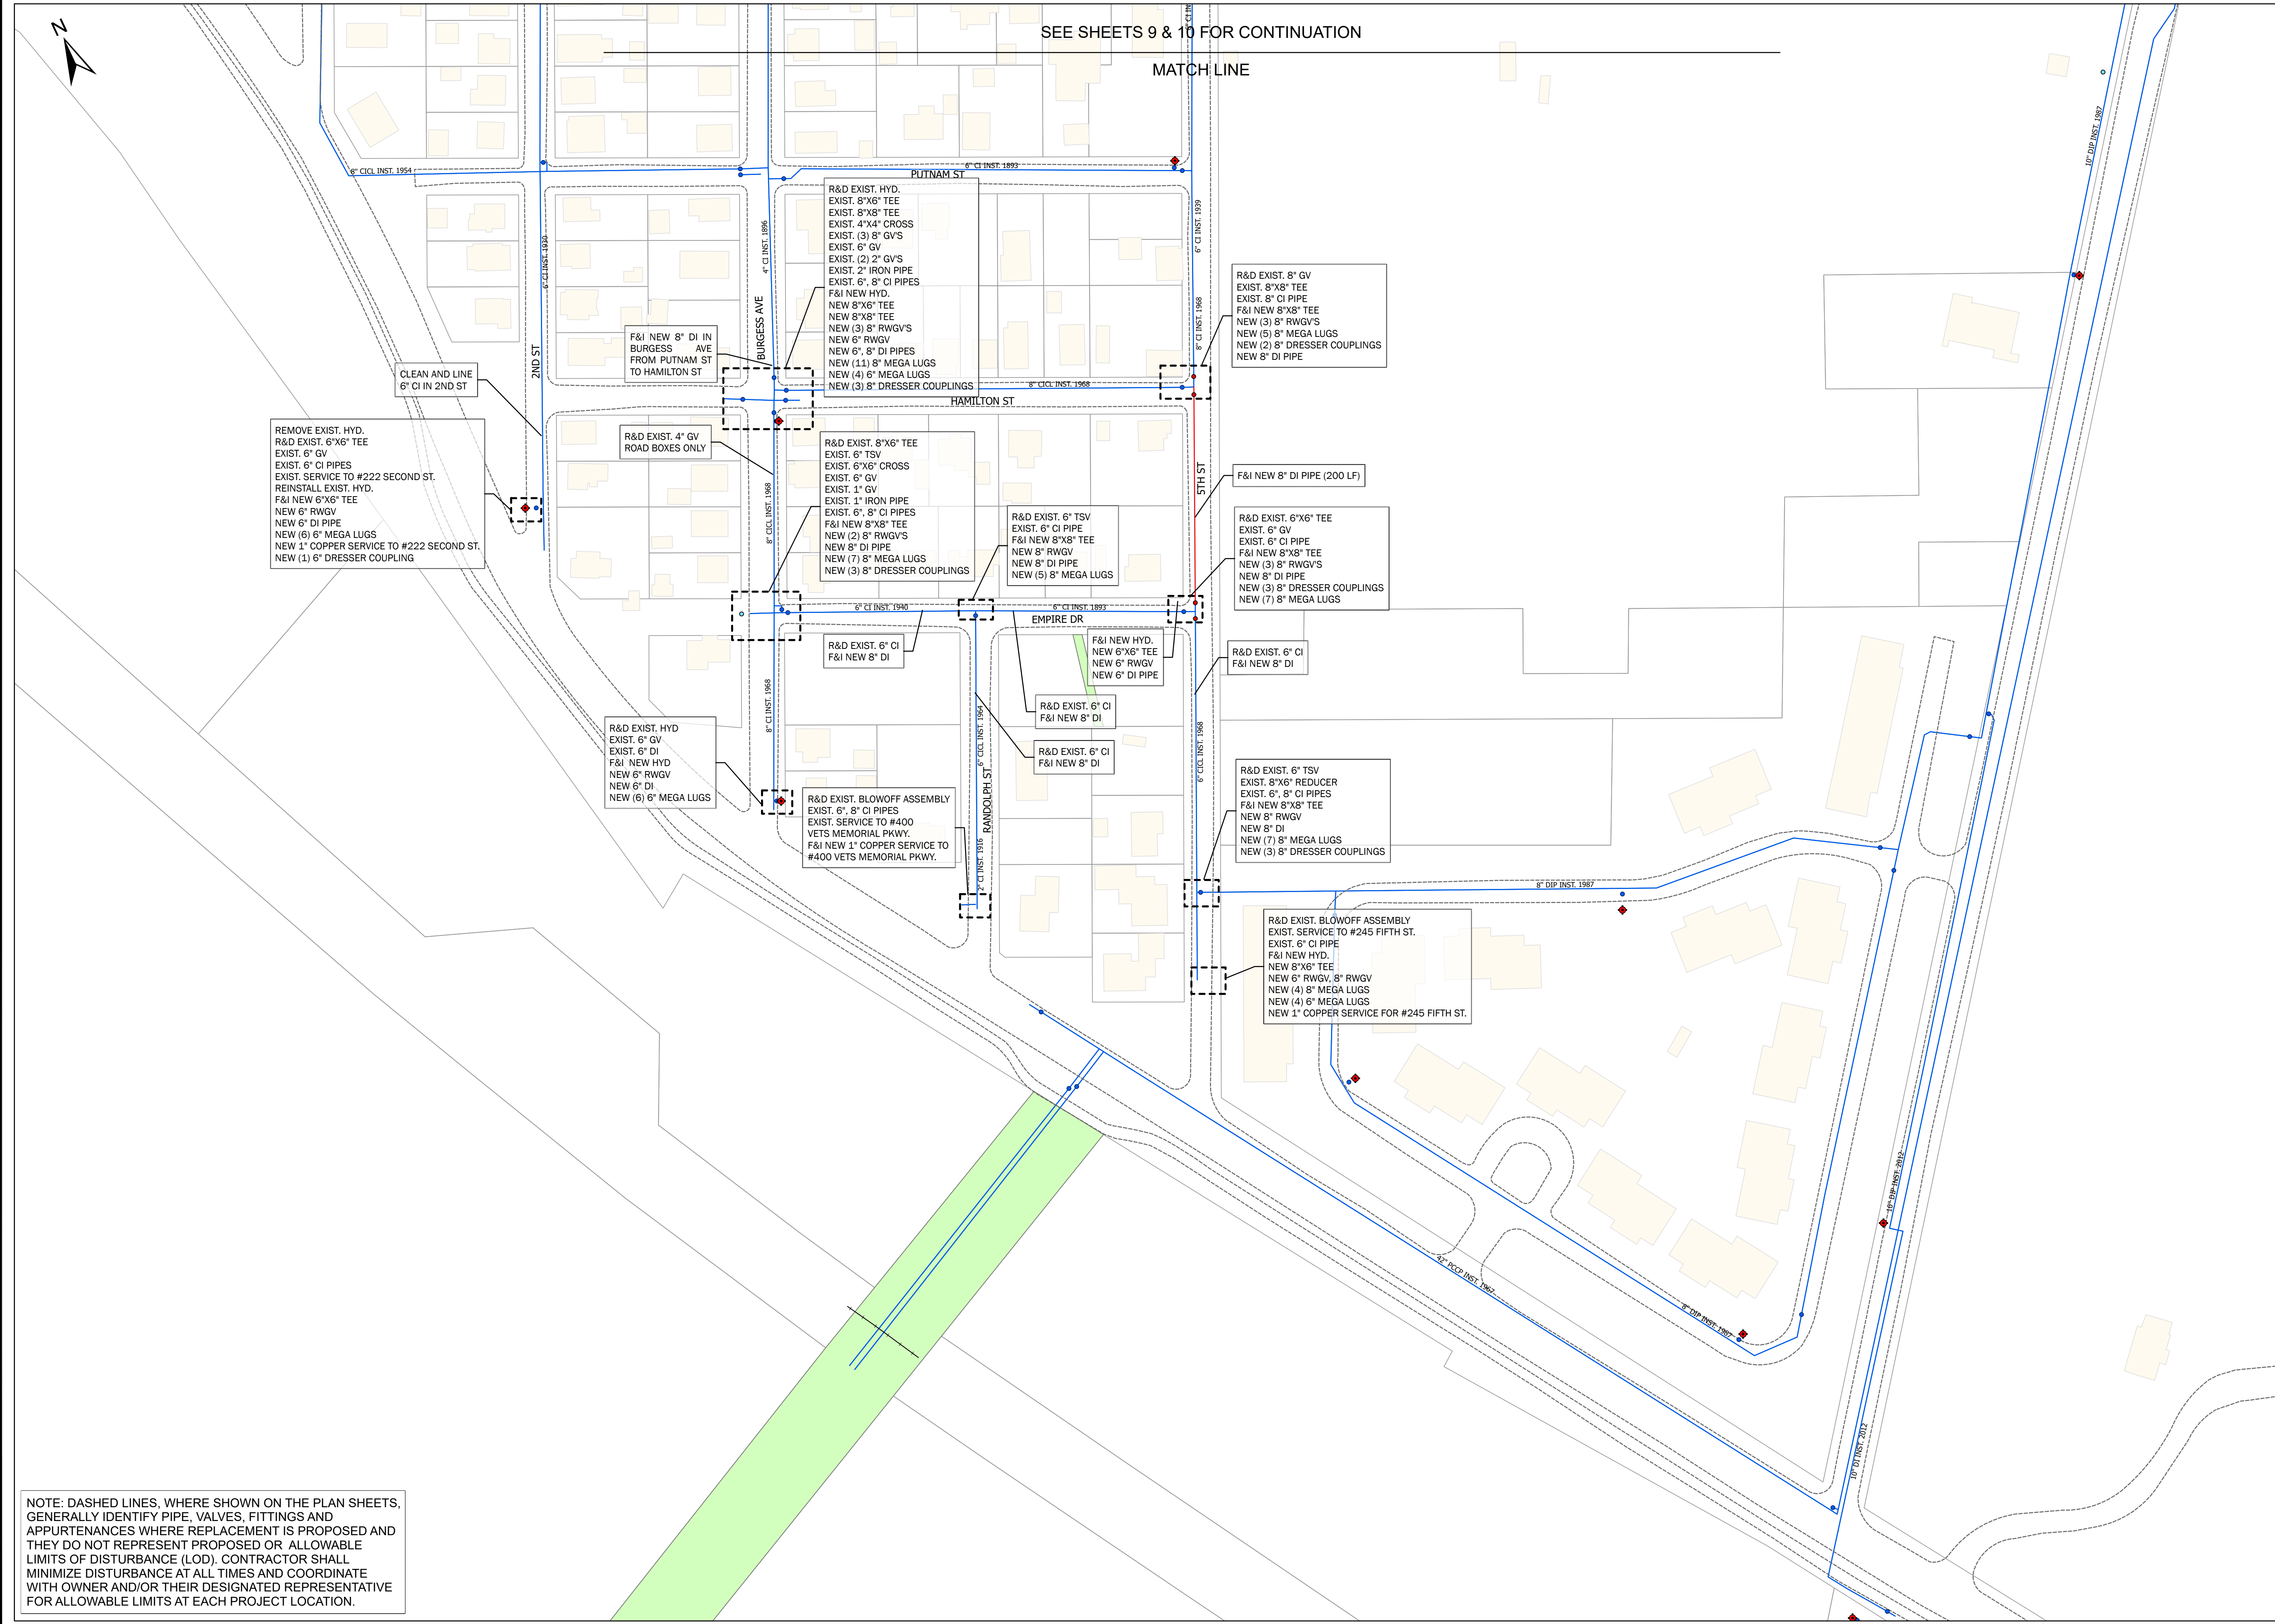 N
SEE SHEETS 9 & 10 FOR CONTINUATION
MATCH LINE
8" CICL INST. 1954
6" CI INST. 1893
PUTNAM ST
10" DIP INST. 1987
6" CI INST. 1930
4" CI INST. 1896
6" CI INST. 1939
8" CI INST. 1968
2ND ST
BURGESS AVE
R&D EXIST. HYD.
EXIST. 8"X6" TEE
EXIST. 8"X8" TEE
EXIST. 4"X4" CROSS
EXIST. (3) 8" GV'S
EXIST. 6" GV
EXIST. (2) 2" GV'S
EXIST. 2" IRON PIPE
EXIST. 6", 8" CI PIPES
F&I NEW HYD.
NEW 8"X6" TEE
NEW 8"X8" TEE
NEW (3) 8" RWGV'S
NEW 6" RWGV
NEW 6", 8" DI PIPES
NEW (11) 8" MEGA LUGS
NEW (4) 6" MEGA LUGS
NEW (3) 8" DRESSER COUPLINGS
R&D EXIST. 8" GV
EXIST. 8"X8" TEE
EXIST. 8" CI PIPE
F&I NEW 8"X8" TEE
NEW (3) 8" RWGV'S
NEW (5) 8" MEGA LUGS
NEW (2) 8" DRESSER COUPLINGS
NEW 8" DI PIPE
F&I NEW 8" DI IN
BURGESS AVE
FROM PUTNAM ST
TO HAMILTON ST
CLEAN AND LINE
6" CI IN 2ND ST
8" CICL INST. 1968
HAMILTON ST
REMOVE EXIST. HYD.
R&D EXIST. 6"X6" TEE
EXIST. 6" GV
EXIST. 6" CI PIPES
EXIST. SERVICE TO #222 SECOND ST.
REINSTALL EXIST. HYD.
F&I NEW 6"X6" TEE
NEW 6" RWGV
NEW 6" DI PIPE
NEW (6) 6" MEGA LUGS
NEW 1" COPPER SERVICE TO #222 SECOND ST.
NEW (1) 6" DRESSER COUPLING
R&D EXIST. 4" GV
ROAD BOXES ONLY
8" CICL INST. 1968
R&D EXIST. 8"X6" TEE
EXIST. 6" TSV
EXIST. 6"X6" CROSS
EXIST. 6" GV
EXIST. 1" GV
EXIST. 1" IRON PIPE
EXIST. 6", 8" CI PIPES
F&I NEW 8"X8" TEE
NEW (2) 8" RWGV'S
NEW 8" DI PIPE
NEW (7) 8" MEGA LUGS
NEW (3) 8" DRESSER COUPLINGS
R&D EXIST. 6" TSV
EXIST. 6" CI PIPE
F&I NEW 8"X8" TEE
NEW 8" RWGV
NEW 8" DI PIPE
NEW (5) 8" MEGA LUGS
5TH ST
F&I NEW 8" DI PIPE (200 LF)
R&D EXIST. 6"X6" TEE
EXIST. 6" GV
EXIST. 6" CI PIPE
F&I NEW 8"X8" TEE
NEW (3) 8" RWGV'S
NEW 8" DI PIPE
NEW (3) 8" DRESSER COUPLINGS
NEW (7) 8" MEGA LUGS
6" CI INST. 1940
6" CI INST. 1893
EMPIRE DR
R&D EXIST. 6" CI
F&I NEW 8" DI
F&I NEW HYD.
NEW 6"X6" TEE
NEW 6" RWGV
NEW 6" DI PIPE
R&D EXIST. 6" CI
F&I NEW 8" DI
R&D EXIST. 6" CI
F&I NEW 8" DI
R&D EXIST. 6" CI
F&I NEW 8" DI
8" CI INST. 1968
6" CICL INST. 1964
6" CICL INST. 1968
R&D EXIST. HYD
EXIST. 6" GV
EXIST. 6" DI
F&I NEW HYD
NEW 6" RWGV
NEW 6" DI
NEW (6) 6" MEGA LUGS
R&D EXIST. BLOWOFF ASSEMBLY
EXIST. 6", 8" CI PIPES
EXIST. SERVICE TO #400
VETS MEMORIAL PKWY.
F&I NEW 1" COPPER SERVICE TO
#400 VETS MEMORIAL PKWY.
RANDOLPH ST
2" CI INST. 1916
R&D EXIST. 6" TSV
EXIST. 8"X6" REDUCER
EXIST. 6", 8" CI PIPES
F&I NEW 8"X8" TEE
NEW 8" RWGV
NEW 8" DI
NEW (7) 8" MEGA LUGS
NEW (3) 8" DRESSER COUPLINGS
8" DIP INST. 1987
R&D EXIST. BLOWOFF ASSEMBLY
EXIST. SERVICE TO #245 FIFTH ST.
EXIST. 6" CI PIPE
F&I NEW HYD.
NEW 8"X6" TEE
NEW 6" RWGV, 8" RWGV
NEW (4) 8" MEGA LUGS
NEW (4) 6" MEGA LUGS
NEW 1" COPPER SERVICE FOR #245 FIFTH ST.
42" PCCP INST. 1967
8" DIP INST. 1987
16" DIP INST. 2012
10" DI INST. 2012
NOTE: DASHED LINES, WHERE SHOWN ON THE PLAN SHEETS,
GENERALLY IDENTIFY PIPE, VALVES, FITTINGS AND
APPURTENANCES WHERE REPLACEMENT IS PROPOSED AND
THEY DO NOT REPRESENT PROPOSED OR ALLOWABLE
LIMITS OF DISTURBANCE (LOD). CONTRACTOR SHALL
MINIMIZE DISTURBANCE AT ALL TIMES AND COORDINATE
WITH OWNER AND/OR THEIR DESIGNATED REPRESENTATIVE
FOR ALLOWABLE LIMITS AT EACH PROJECT LOCATION.